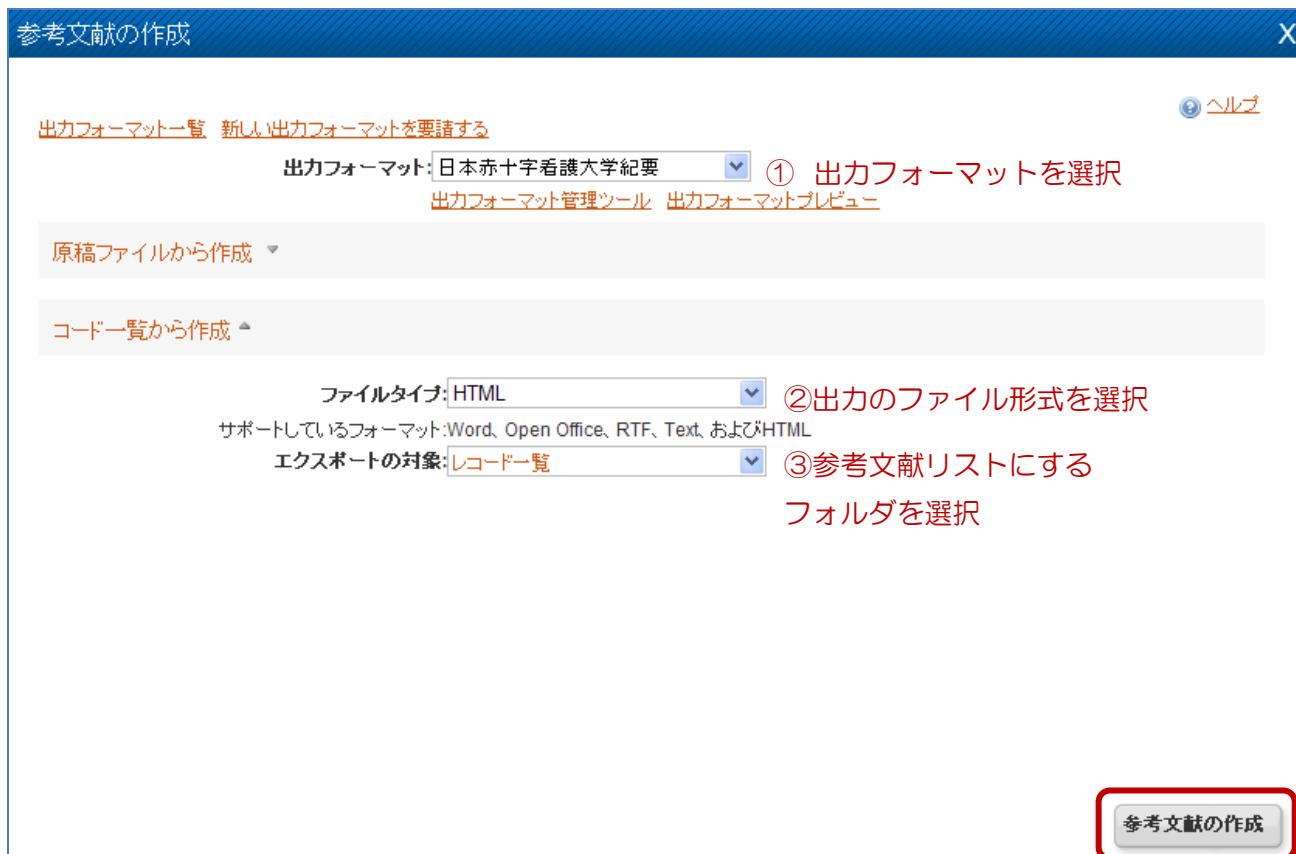 参考文献の作成 X
ヘルプ
出力フォーマット一覧 新しい出力フォーマットを要請する
出力フォーマット: 日本赤十字看護大学紀要 ① 出力フォーマットを選択
出力フォーマット管理ツール 出力フォーマットプレビュー
原稿ファイルから作成
コード一覧から作成
ファイルタイプ: HTML ②出力のファイル形式を選択
サポートしているフォーマット:Word、Open Office、RTF、Text、およびHTML
エクスポートの対象: レコード一覧 ③参考文献リストにする
フォルダを選択
参考文献の作成